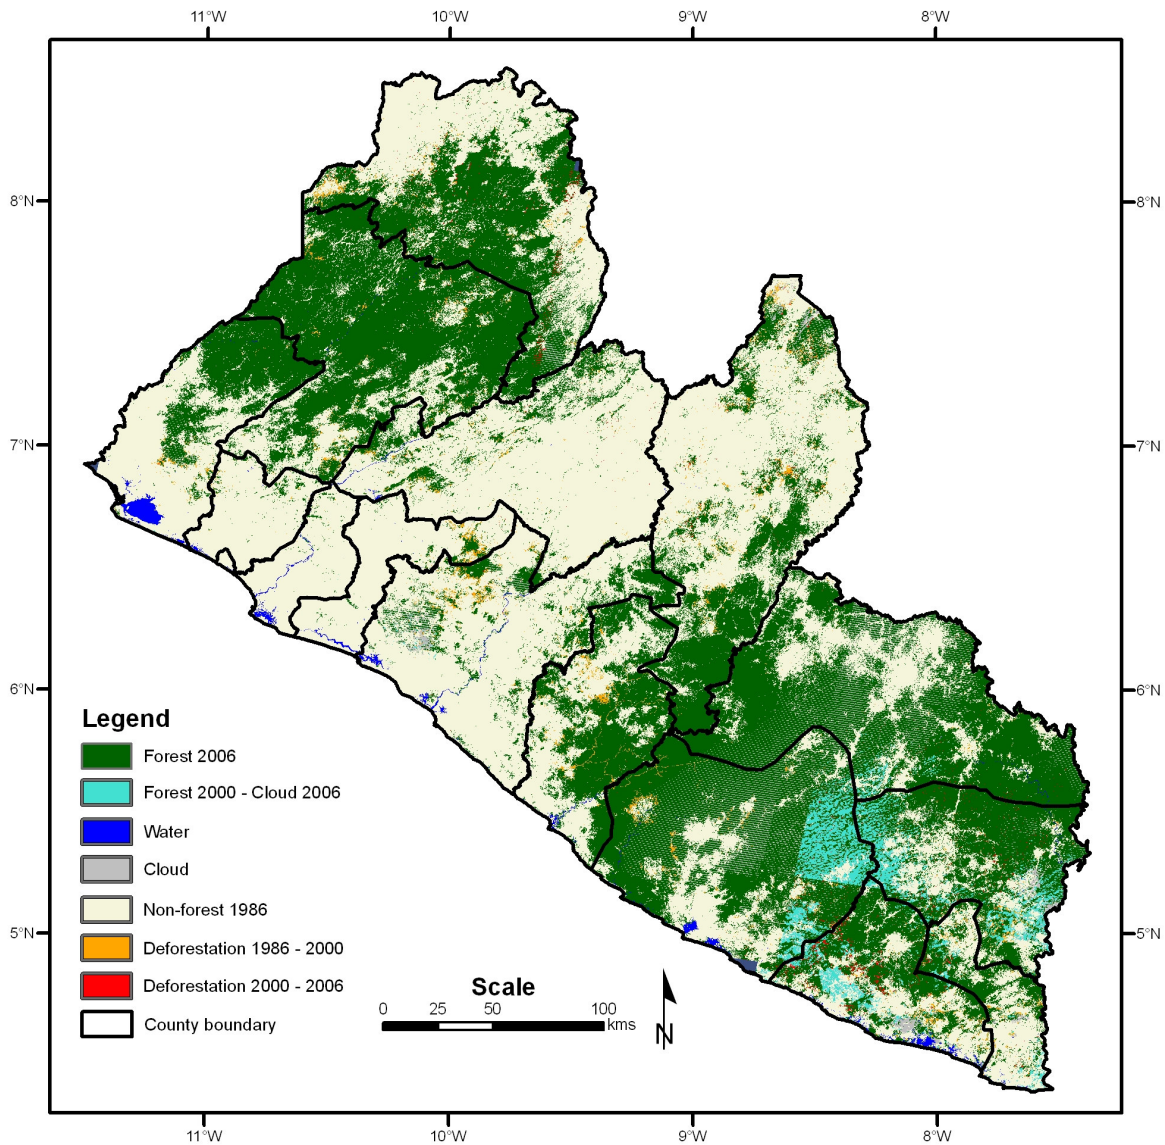 11°W 10°W 9°W 8°W
8°N 8°N
7°N 7°N
6°N 6°N
5°N 5°N
Legend
Forest 2006
Forest 2000 - Cloud 2006
Water
Cloud
Non-forest 1986
Deforestation 1986 - 2000
Deforestation 2000 - 2006
County boundary
Scale
0 25 50 100
kms
N
11°W 10°W 9°W 8°W